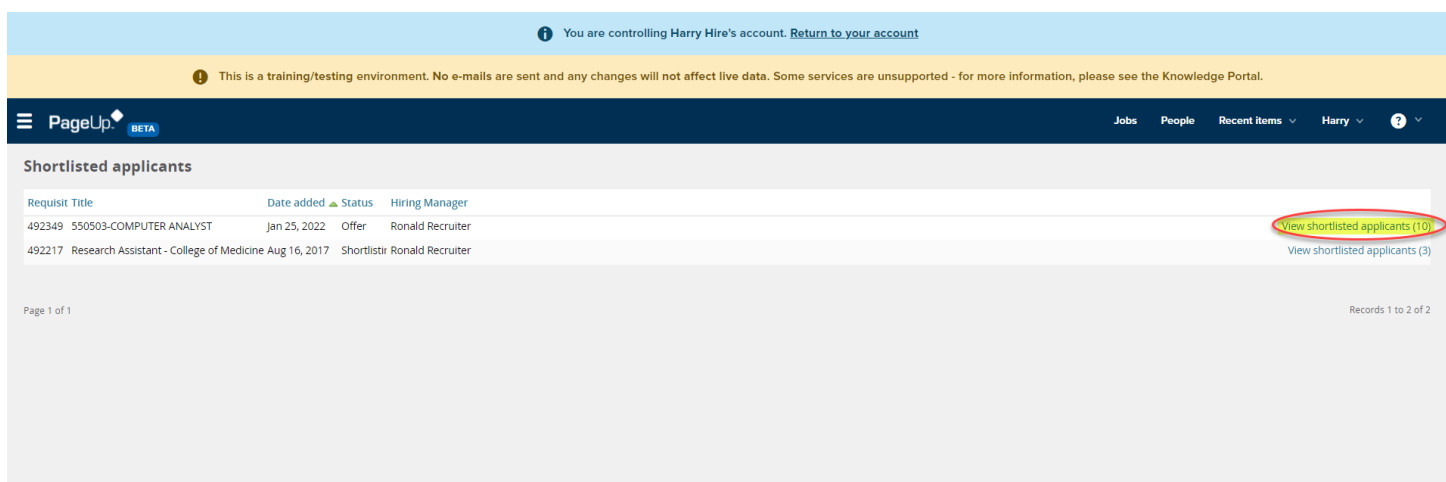 You are controlling Harry Hire's account. Return to your account
This is a training/testing environment. No e-mails are sent and any changes will not affect live data. Some services are unsupported - for more information, please see the Knowledge Portal.
PageUp. BETA Jobs People Recent items Harry ?
Shortlisted applicants
Requisit Title Date added Status Hiring Manager
492349 550503-COMPUTER ANALYST Jan 25, 2022 Offer Ronald Recruiter View shortlisted applicants (10)
492217 Research Assistant - College of Medicine Aug 16, 2017 Shortlistin Ronald Recruiter View shortlisted applicants (3)
Page 1 of 1 Records 1 to 2 of 2